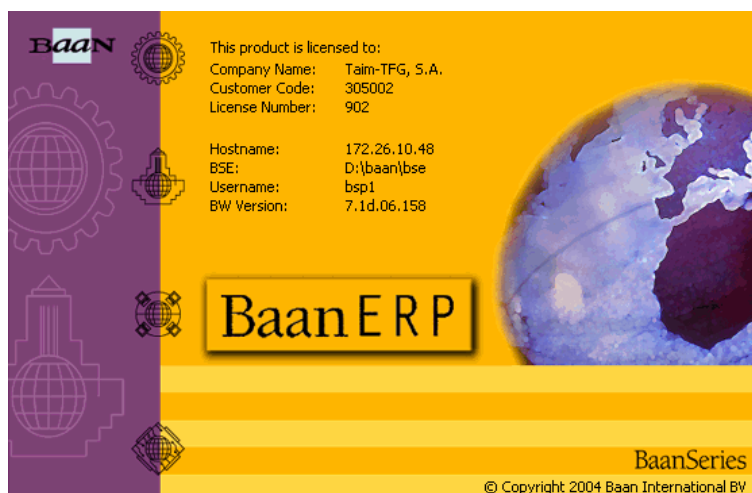 BaaN
This product is licensed to:
Company Name: Taim-TFG, S.A.
Customer Code: 305002
License Number: 902
Hostname: 172.26.10.48
BSE: D:\baan\bse
Username: bsp1
BW Version: 7.1d.06.158
Baan ERP
BaanSeries
© Copyright 2004 Baan International BV